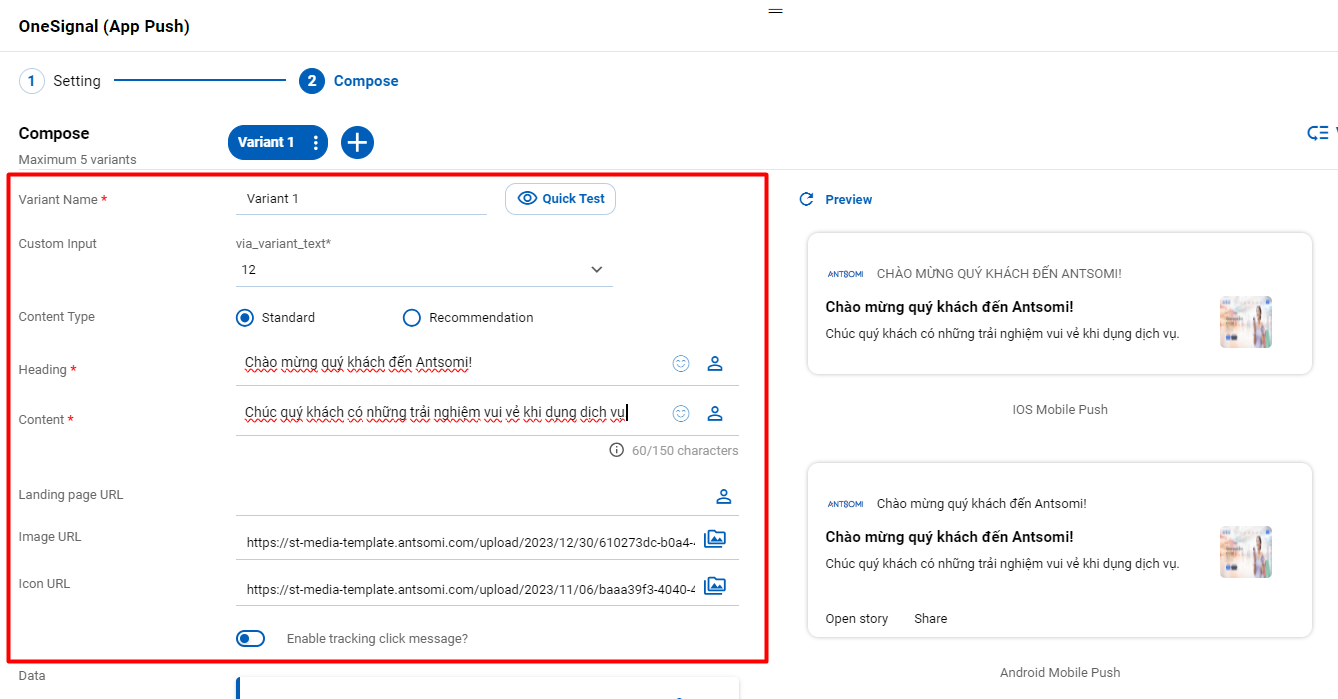 OneSignal (App Push)
1 Setting
2 Compose
Compose
Maximum 5 variants
Variant 1
Variant Name *
Variant 1
Quick Test
Custom Input
via_variant_text*
12
Content Type
Standard
Recommendation
Heading *
Chào mừng quý khách đến Antsomi!
Content *
Chúc quý khách có những trải nghiệm vui vẻ khi dụng dịch vụ
60/150 characters
Landing page URL
Image URL
https://st-media-template.antsomi.com/upload/2023/12/30/610273dc-b0a4-4
Icon URL
https://st-media-template.antsomi.com/upload/2023/11/06/baaa39f3-4040-4
Enable tracking click message?
Data
Preview
ANTSOMI
CHÀO MỪNG QUÝ KHÁCH ĐẾN ANTSOMI!
Chào mừng quý khách đến Antsomi!
Chúc quý khách có những trải nghiệm vui vẻ khi dụng dịch vụ.
IOS Mobile Push
ANTSOMI
Chào mừng quý khách đến Antsomi!
Chào mừng quý khách đến Antsomi!
Chúc quý khách có những trải nghiệm vui vẻ khi dụng dịch vụ.
Open story
Share
Android Mobile Push